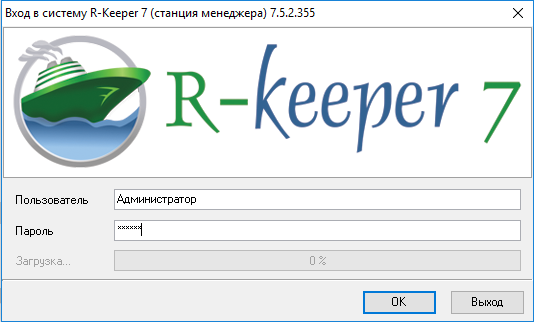 Вход в систему R-Keeper 7 (станция менеджера) 7.5.2.355
R-keeper 7
Пользователь
Администратор
Пароль
******
Загрузка...
0 %
OK
Выход